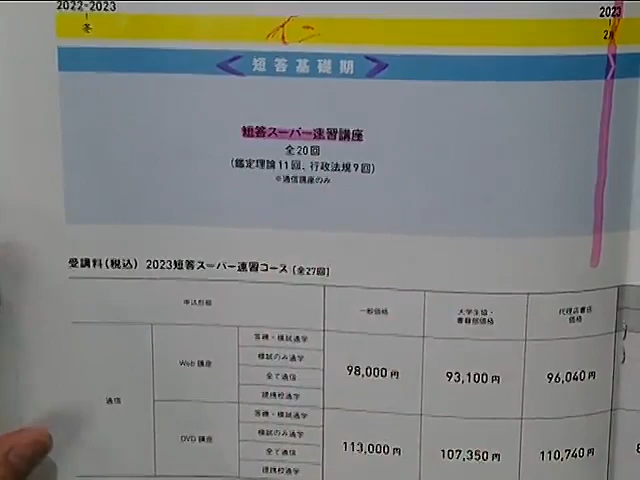 2022-2023
冬
2023
2月
短答基礎期
短答スーパー速習講座
全20回
(鑑定理論11回、行政法規9回)
※通信講座のみ
受講料(税込) 2023短答スーパー速習コース [全27回]
申込形態
一般価格
大学生協・
書籍部価格
代理店書店
価格
通信
Web 講座
答練・模試通学
模試のみ通学
全て通信
提携校通学
98,000円
93,100円
96,040円
DVD 講座
答練・模試通学
模試のみ通学
全て通信
提携校通学
113,000円
107,350円
110,740円